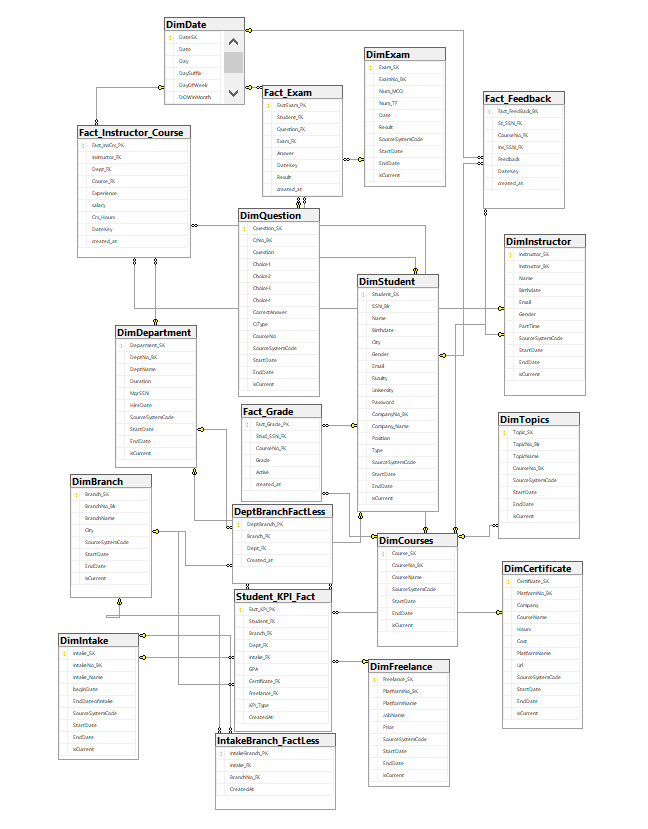 DimDate
DateSK
Date
Day
DaySuffix
DayOfWeek
DOWInMonth
DimExam
Exam_SK
ExamNo_BK
Num_MCQ
Num_TF
Date
Result
SourceSystemCode
StartDate
EndDate
isCurrent
Fact_Exam
FactExam_PK
Student_FK
Question_FK
Exam_FK
Answer
DateKey
Result
created_at
Fact_Feedback
Fact_FeedBack_BK
St_SSN_FK
CourseNo_FK
Ins_SSN_FK
Feedback
DateKey
created_at
Fact_Instructor_Course
Fact_InsCrs_PK
Instructor_FK
Dept_FK
Course_FK
Experience
salary
Crs_Hours
DateKey
created_at
DimQuestion
Question_SK
QNo_BK
Question
Choice1
Choice2
Choice3
Choice4
CorrectAnswer
QType
CourseNo
SourceSystemCode
StartDate
EndDate
isCurrent
DimInstructor
Instructor_SK
Instructor_BK
Name
Birthdate
Email
Gender
PartTime
SourceSystemCode
StartDate
EndDate
isCurrent
DimStudent
Student_SK
SSN_Bk
Name
Birthdate
City
Gender
Email
Faculty
University
Password
CompanyNo_BK
Company_Name
Position
Type
SourceSystemCode
StartDate
EndDate
isCurrent
DimDepartment
Deparment_SK
DeptNo_BK
DeptName
Duration
MgrSSN
HireDate
SourceSystemCode
StartDate
EndDate
isCurrent
Fact_Grade
Fact_Grade_PK
Stud_SSN_FK
CourseNo_FK
Grade
Active
created_at
DimTopics
Topic_SK
TopicNo_Bk
TopicName
CourseNo_BK
SourceSystemCode
StartDate
EndDate
isCurrent
DimBranch
Branch_SK
BranchNo_Bk
BranchName
City
SourceSystemCode
StartDate
EndDate
isCurrent
DeptBranchFactLess
DeptBranch_PK
Branch_FK
Dept_FK
Created_at
DimCourses
Course_SK
CourseNo_BK
CourseName
SourceSystemCode
StartDate
EndDate
isCurrent
DimCertificate
Certificate_SK
PlatformNo_BK
Company
CourseName
Hours
Cost
PlatformName
Url
SourceSystemCode
StartDate
EndDate
isCurrent
Student_KPI_Fact
Fact_KPI_PK
Student_FK
Branch_FK
Dept_FK
Intake_FK
GPA
Certificate_FK
Freelance_FK
KPI_Type
CreatedAt
DimIntake
Intake_SK
IntakeNo_BK
Intake_Name
beginDate
EndDateofIntake
SourceSystemCode
StartDate
EndDate
isCurrent
DimFreelance
Freelance_SK
PlatformNo_BK
PlatformName
JobName
Price
SourceSystemCode
StartDate
EndDate
isCurrent
IntakeBranch_FactLess
IntakeBranch_PK
Intake_FK
BranchNo_FK
CreatedAt